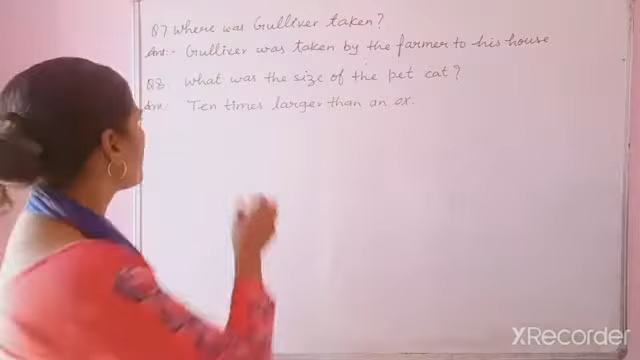 Q7 Where was Gulliver taken?
Ans:- Gulliver was taken by the farmer to his house
Q8. What was the size of the pet cat?
Ans. Ten times larger than an ox.
XRecorder